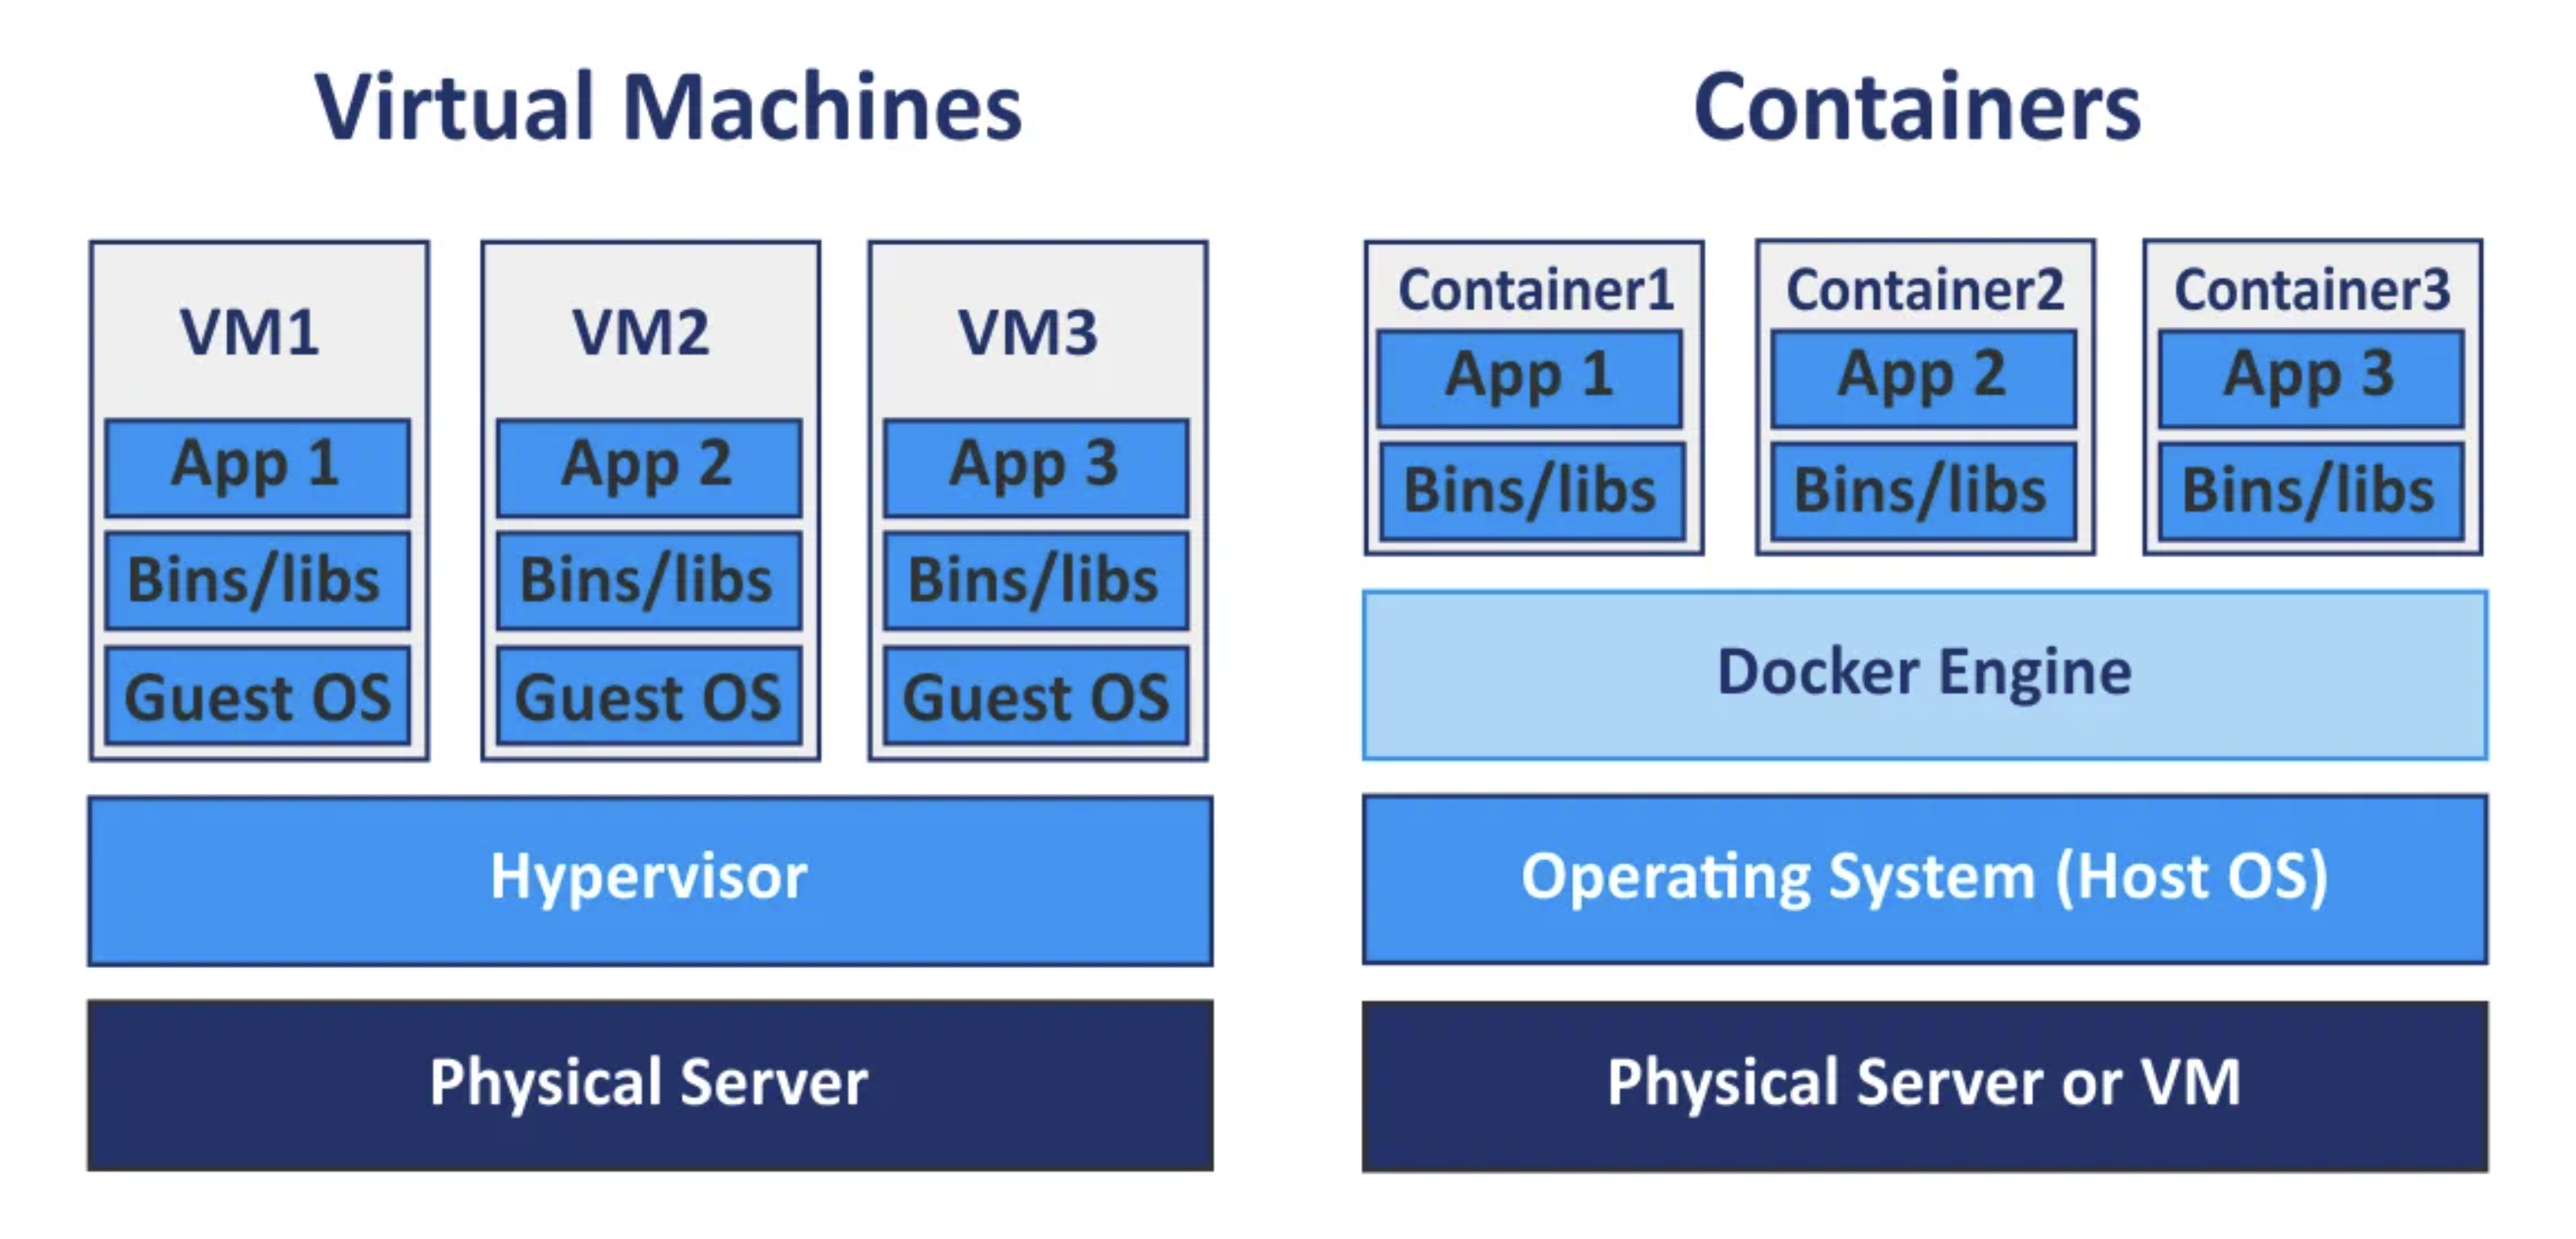 Virtual Machines
VM1
App 1
Bins/libs
Guest OS
VM2
App 2
Bins/libs
Guest OS
VM3
App 3
Bins/libs
Guest OS
Hypervisor
Physical Server
Containers
Container1
App 1
Bins/libs
Container2
App 2
Bins/libs
Container3
App 3
Bins/libs
Docker Engine
Operating System (Host OS)
Physical Server or VM